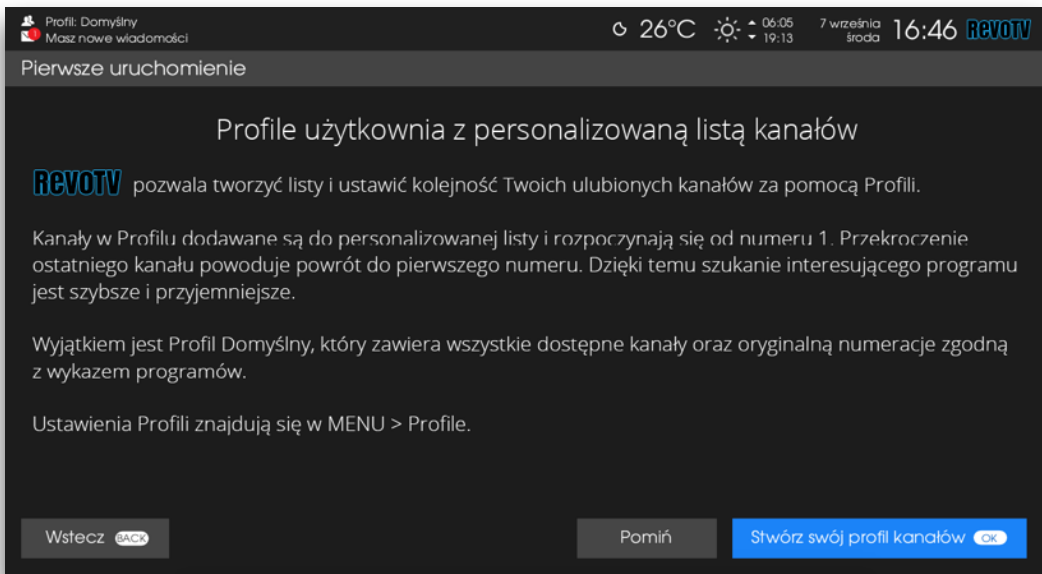 Profil: Domyślny
Masz nowe wiadomości
1
26°C
06:05
19:13
7 września
środa
16:46
REVOTV
Pierwsze uruchomienie
Profile użytkownia z personalizowaną listą kanałów
REVOTV pozwala tworzyć listy i ustawić kolejność Twoich ulubionych kanałów za pomocą Profili.
Kanały w Profilu dodawane są do personalizowanej listy i rozpoczynają się od numeru 1. Przekroczenie
ostatniego kanału powoduje powrót do pierwszego numeru. Dzięki temu szukanie interesującego programu
jest szybsze i przyjemniejsze.
Wyjątkiem jest Profil Domyślny, który zawiera wszystkie dostępne kanały oraz oryginalną numeracje zgodną
z wykazem programów.
Ustawienia Profili znajdują się w MENU > Profile.
Wstecz BACK
Pomiń
Stwórz swój profil kanałów OK